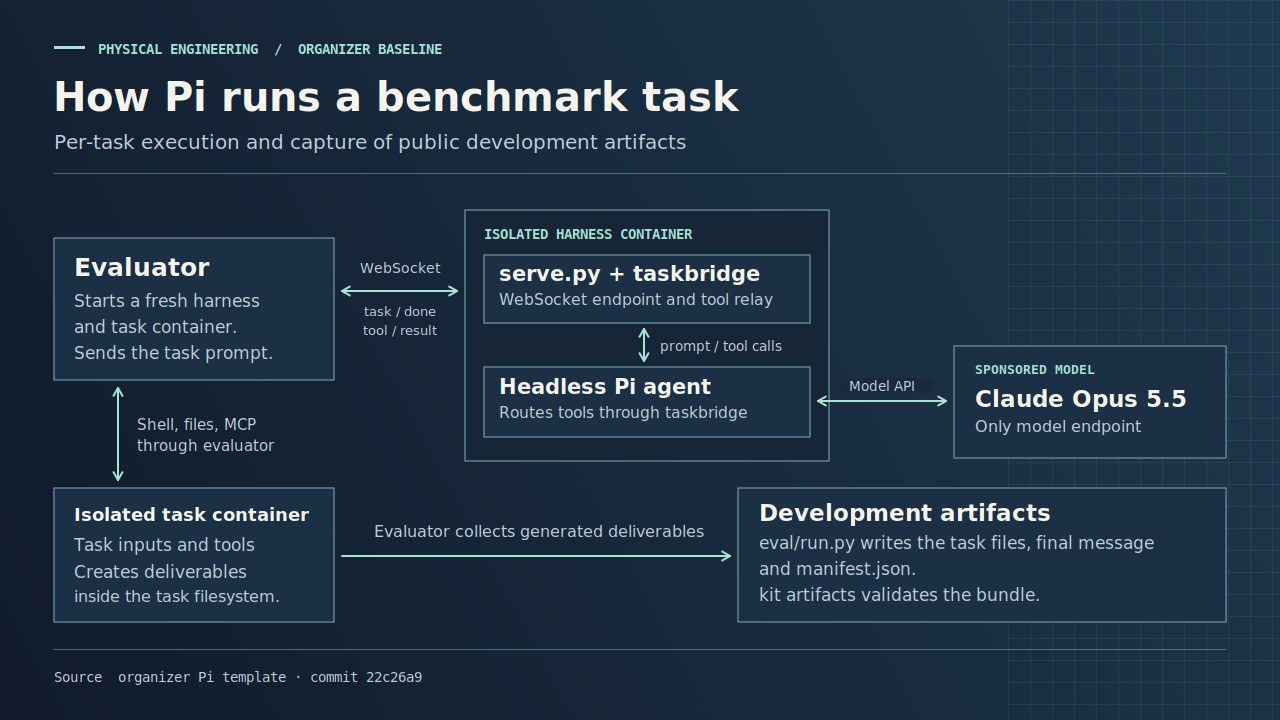 PHYSICAL ENGINEERING / ORGANIZER BASELINE
How Pi runs a benchmark task
Per-task execution and capture of public development artifacts
Evaluator
Starts a fresh harness
and task container.
Sends the task prompt.
WebSocket
task / done
tool / result
ISOLATED HARNESS CONTAINER
serve.py + taskbridge
WebSocket endpoint and tool relay
prompt / tool calls
Headless Pi agent
Routes tools through taskbridge
Model API
SPONSORED MODEL
Claude Opus 5.5
Only model endpoint
Shell, files, MCP
through evaluator
Isolated task container
Task inputs and tools
Creates deliverables
inside the task filesystem.
Evaluator collects generated deliverables
Development artifacts
eval/run.py writes the task files, final message
and manifest.json.
kit artifacts validates the bundle.
Source organizer Pi template · commit 22c26a9